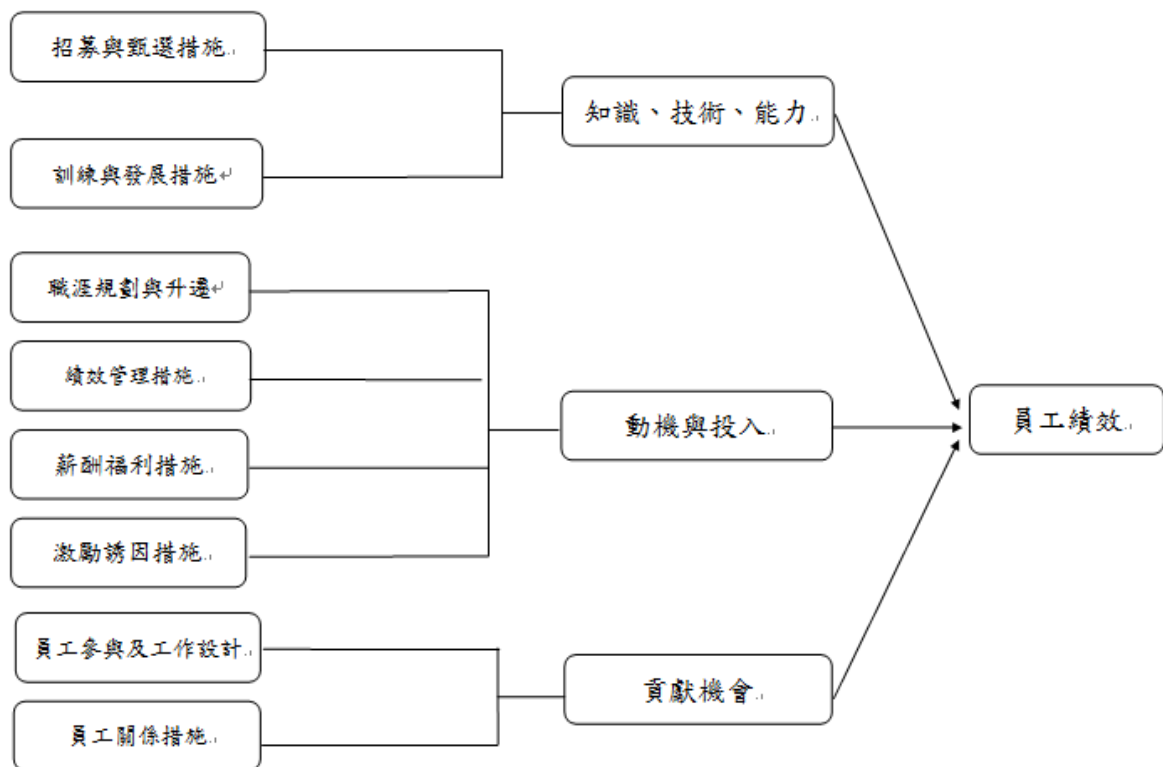 招募與甄選措施
訓練與發展措施
職涯規劃與升遷
績效管理措施
薪酬福利措施
激勵誘因措施
員工參與及工作設計
員工關係措施
知識、技術、能力
動機與投入
貢獻機會
員工績效